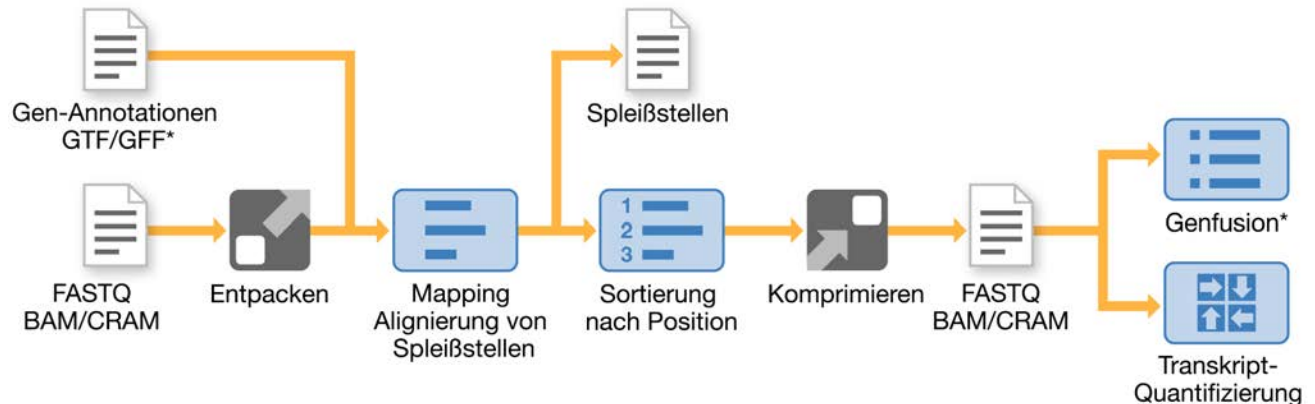 Gen-Annotationen
GTF/GFF*
Spleißstellen
FASTQ
BAM/CRAM
Entpacken
Mapping
Alignierung von
Spleißstellen
1
2
3
Sortierung
nach Position
Komprimieren
FASTQ
BAM/CRAM
Genfusion*
Transkript-
Quantifizierung